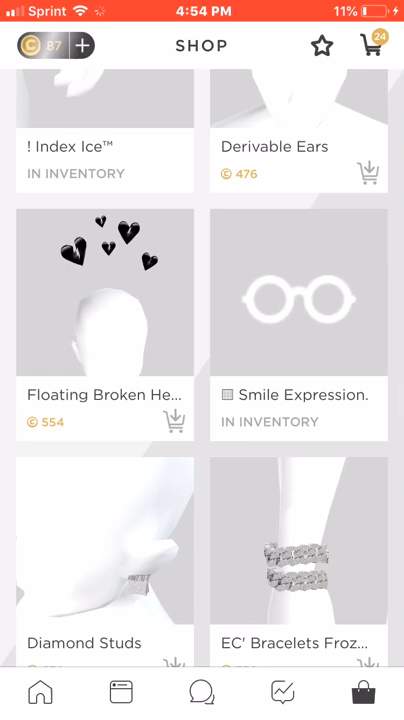 Sprint 4:54 PM 11%
87 + SHOP 24
! Index Ice™
IN INVENTORY
Derivable Ears
476
Floating Broken He...
554
Smile Expression.
IN INVENTORY
Diamond Studs
EC' Bracelets Froz...